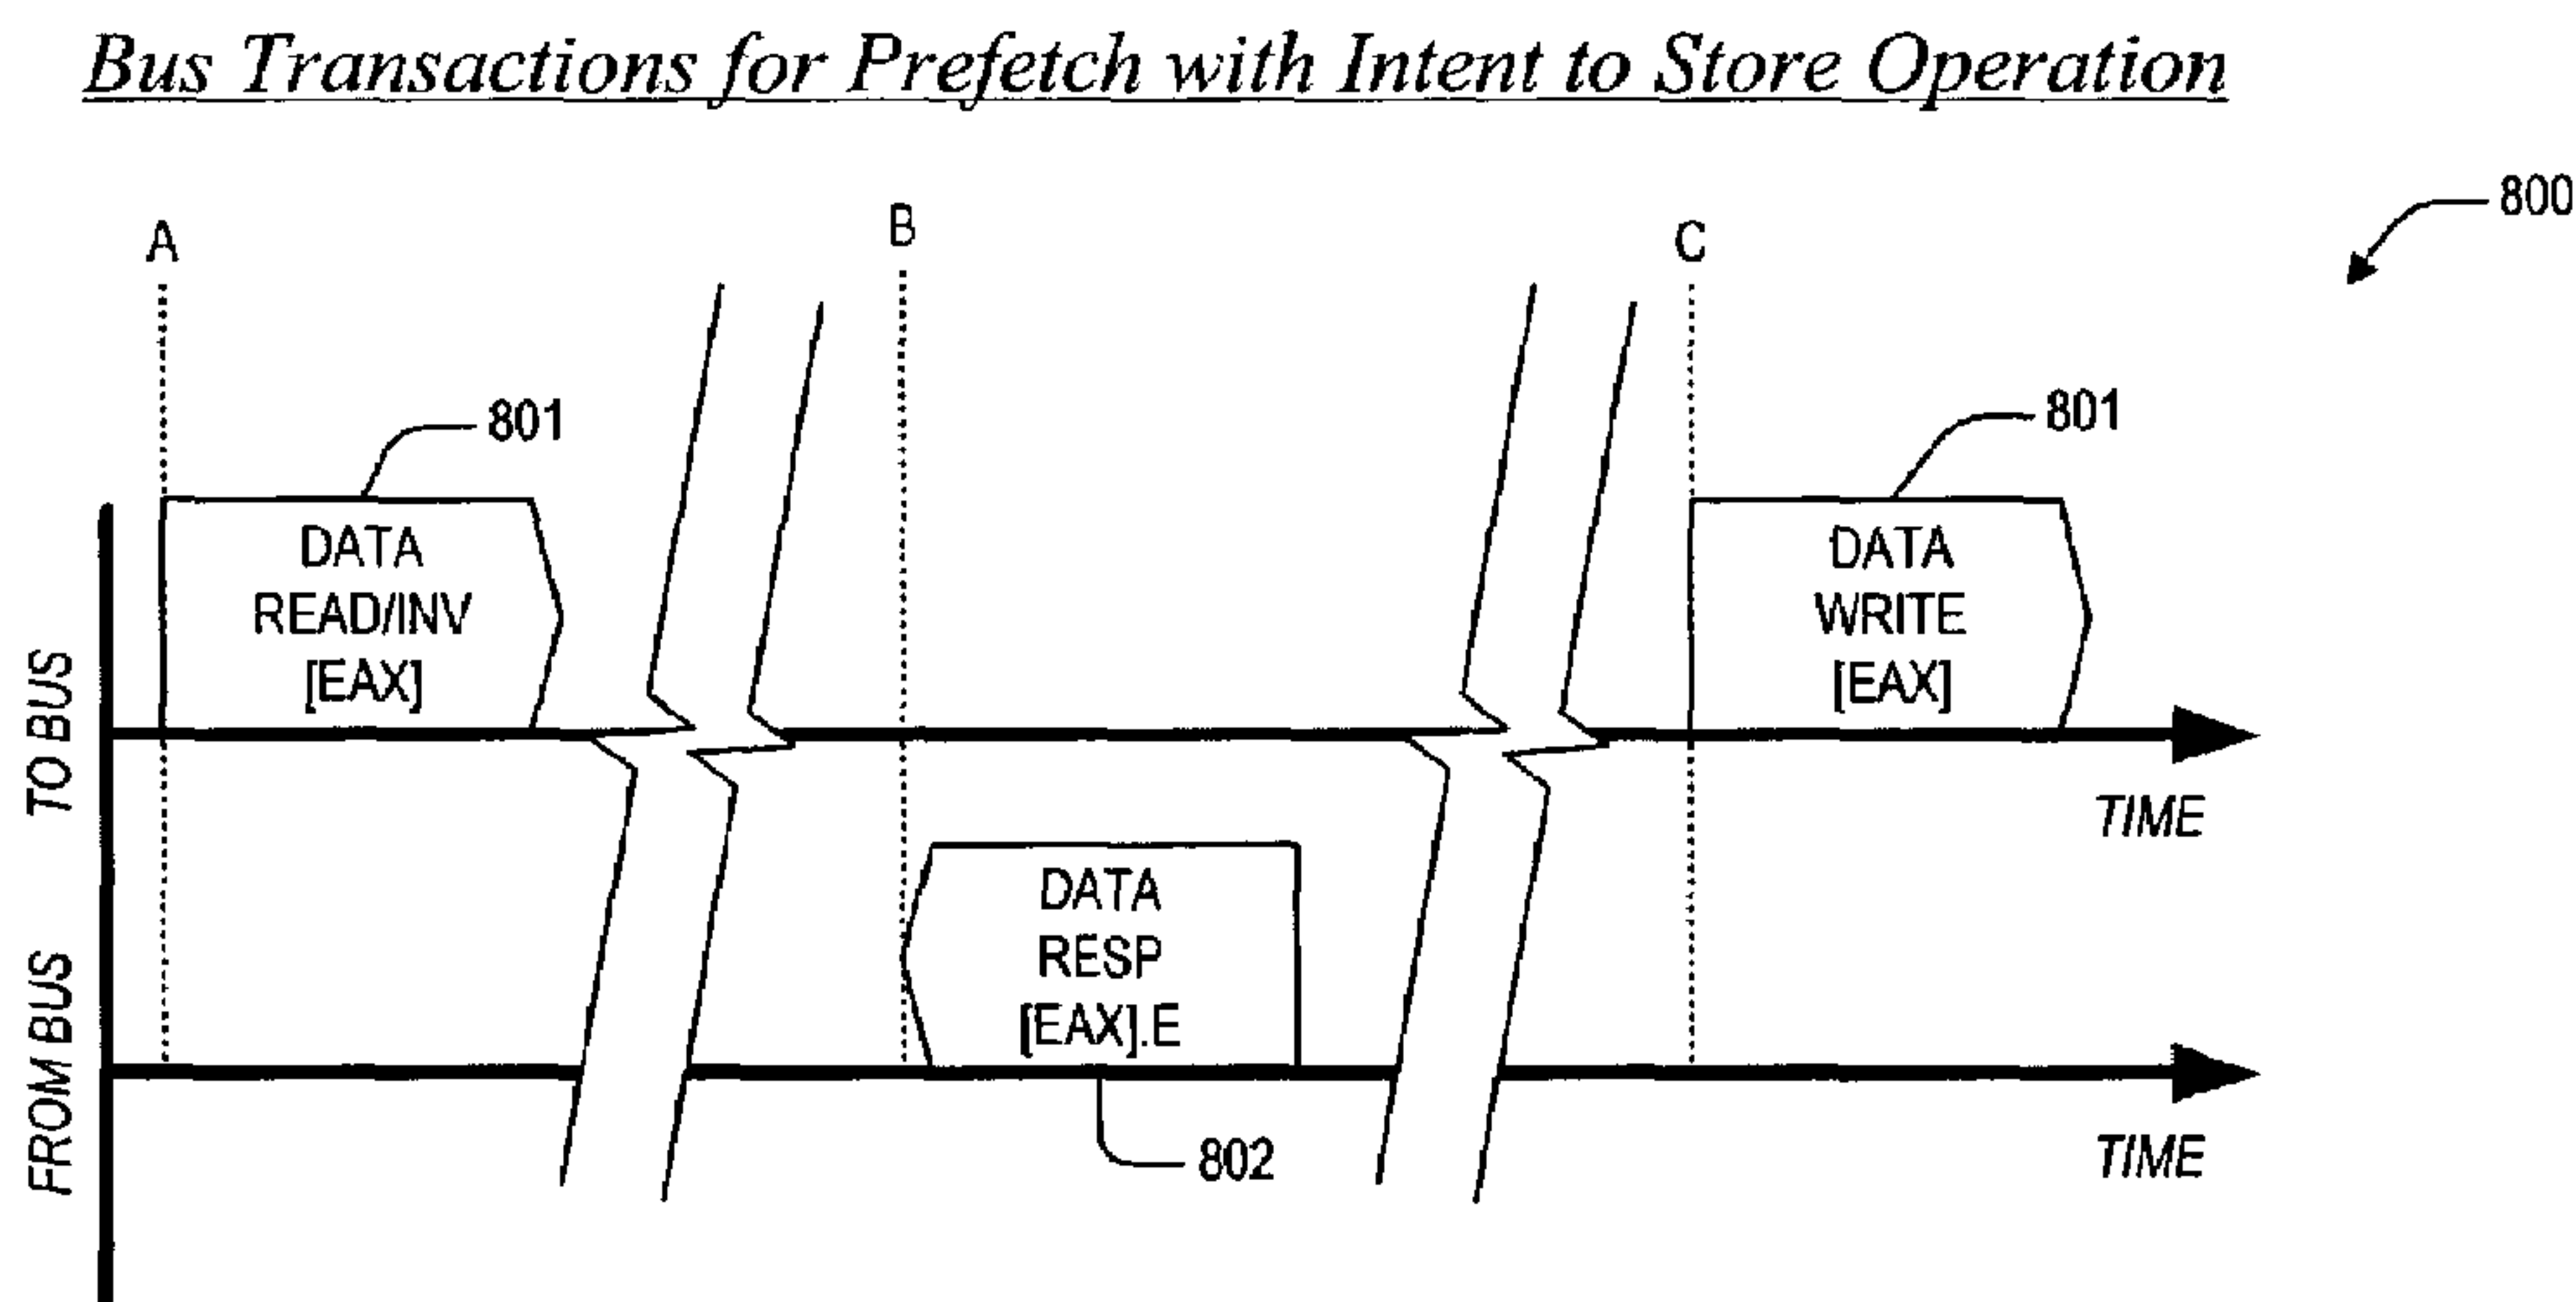 Bus Transactions for Prefetch with Intent to Store Operation
800
A
B
C
801
801
DATA
READ/INV
[EAX]
DATA
WRITE
[EAX]
TO BUS
TIME
DATA
RESP
[EAX].E
FROM BUS
802
TIME